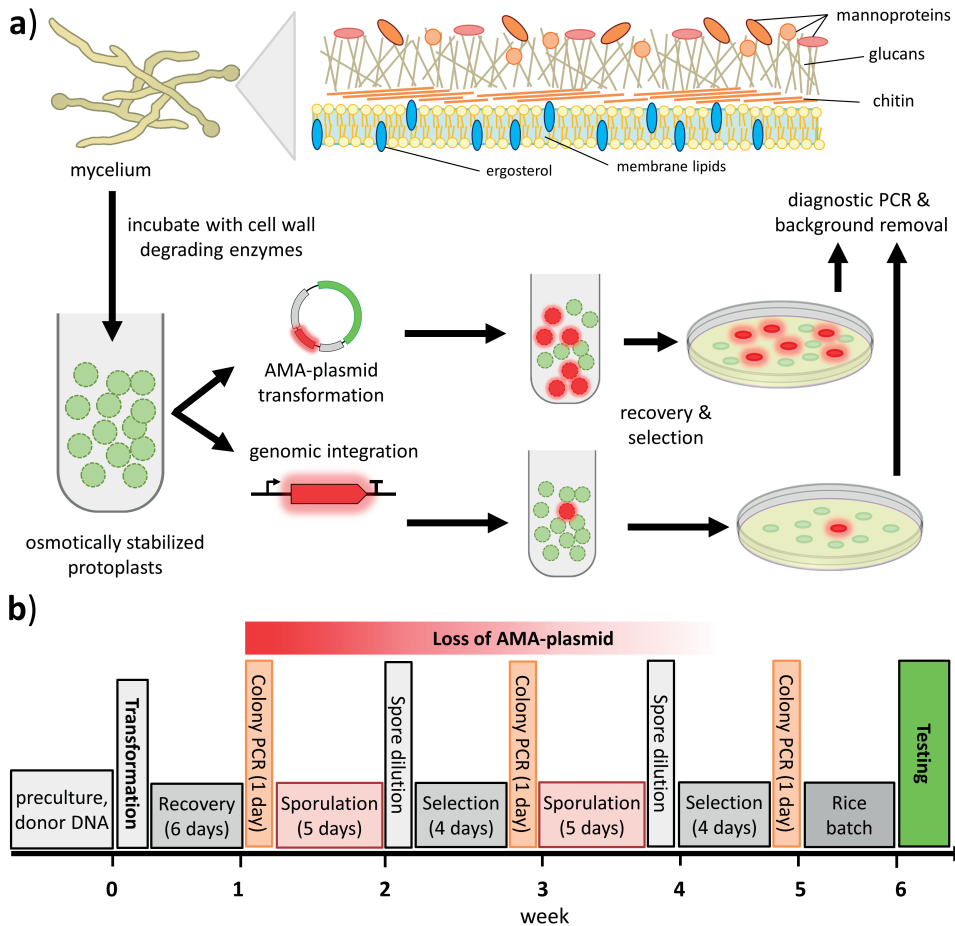 a)
mannoproteins
glucans
chitin
ergosterol
membrane lipids
mycelium
incubate with cell wall
degrading enzymes
diagnostic PCR &
background removal
AMA-plasmid
transformation
recovery &
selection
genomic integration
osmotically stabilized
protoplasts
b)
Loss of AMA-plasmid
preculture,
donor DNA
Transformation
Recovery
(6 days)
Colony PCR (1 day)
Sporulation
(5 days)
Spore dilution
Selection
(4 days)
Colony PCR (1 day)
Sporulation
(5 days)
Spore dilution
Selection
(4 days)
Colony PCR (1 day)
Rice
batch
Testing
0 1 2 3 4 5 6
week